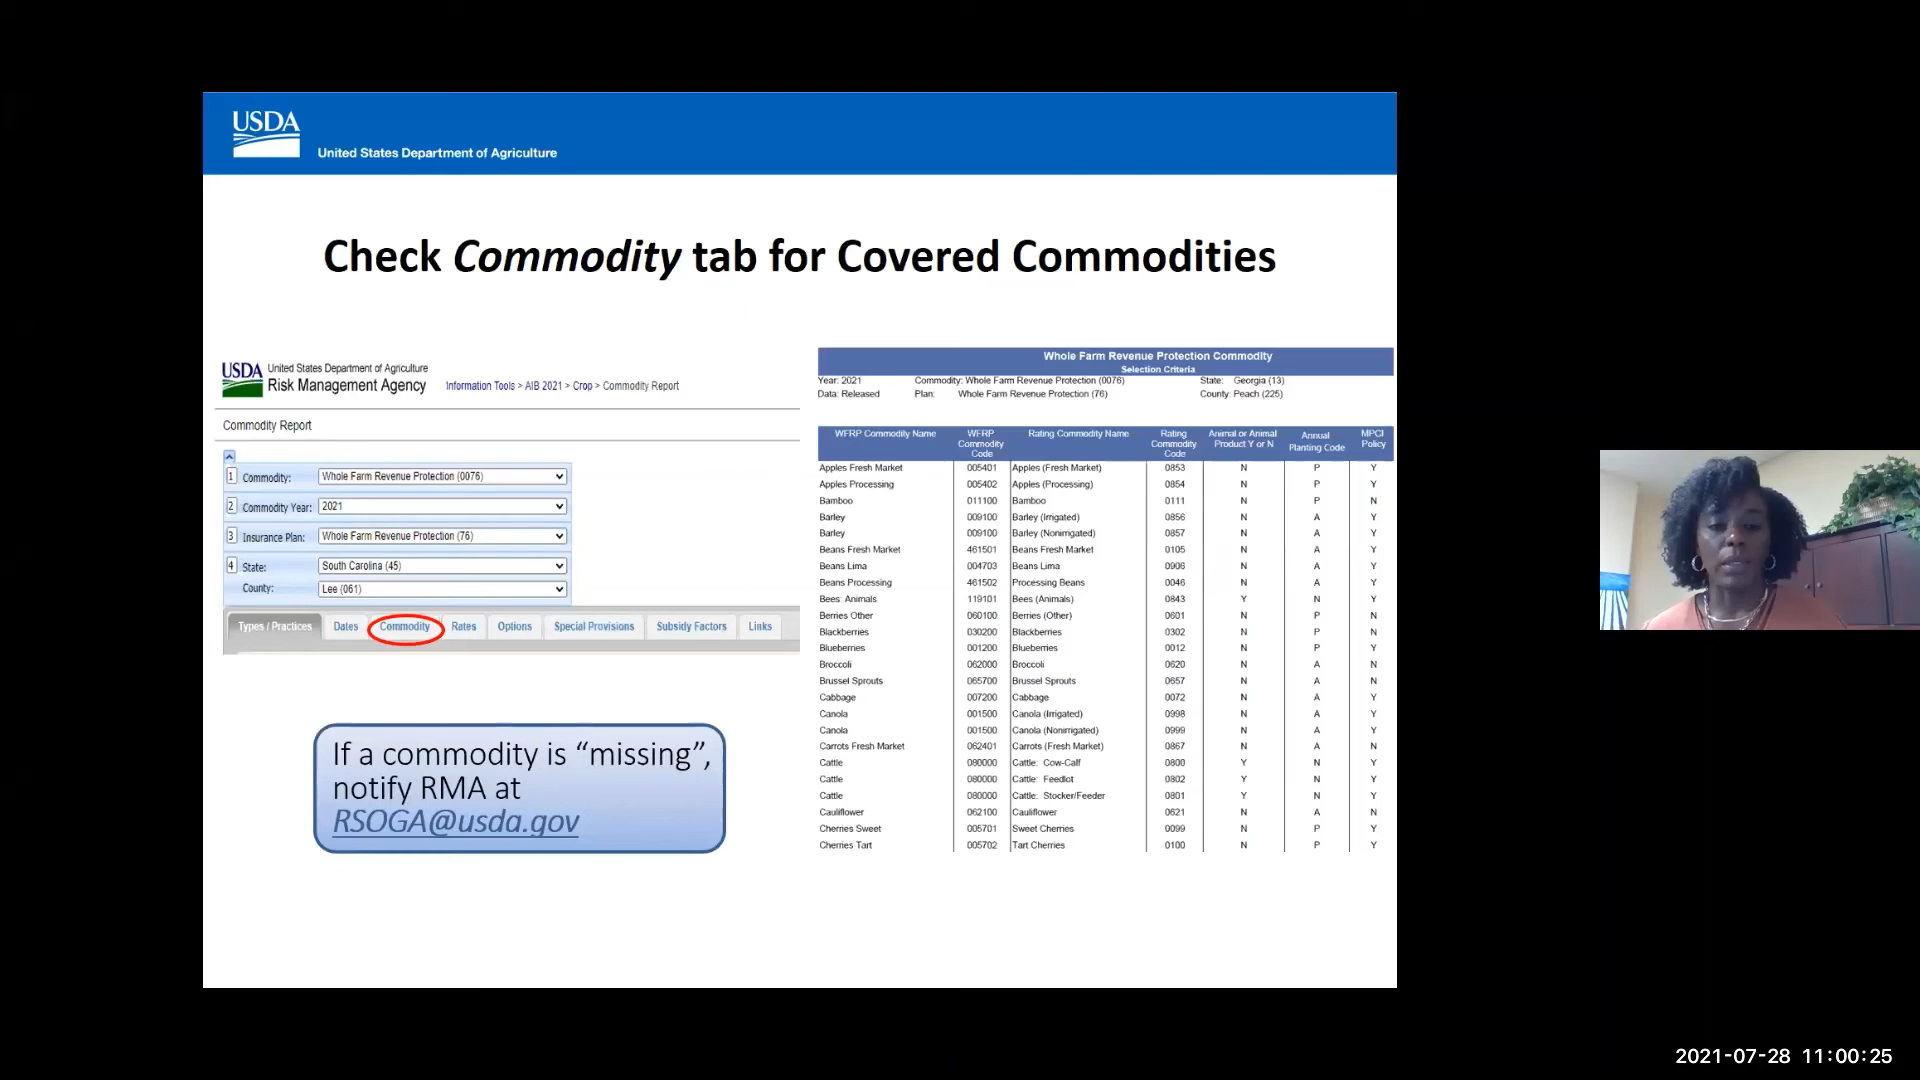 USDA
United States Department of Agriculture
Check Commodity tab for Covered Commodities
USDA United States Department of Agriculture
Risk Management Agency
Information Tools > AIB 2021 > Crop > Commodity Report
Commodity Report
1 Commodity: Whole Farm Revenue Protection (0076)
2 Commodity Year: 2021
3 Insurance Plan: Whole Farm Revenue Protection (76)
4 State: South Carolina (45)
County: Lee (061)
Types / Practices Dates Commodity Rates Options Special Provisions Subsidy Factors Links
If a commodity is “missing”,
notify RMA at
RSOGA@usda.gov
Whole Farm Revenue Protection Commodity
Selection Criteria
Year: 2021 Commodity: Whole Farm Revenue Protection (0076) State: Georgia (13)
Data: Released Plan: Whole Farm Revenue Protection (76) County: Peach (225)
WFRP Commodity Name WFRP Commodity Code Rating Commodity Name Rating Commodity Code Animal or Animal Product Y or N Annual Planting Code MPCI Policy
Apples Fresh Market 005401 Apples (Fresh Market) 0853 N P Y
Apples Processing 005402 Apples (Processing) 0854 N P Y
Bamboo 011100 Bamboo 0111 N P N
Barley 009100 Barley (Irrigated) 0856 N A Y
Barley 009100 Barley (Nonirrigated) 0857 N A Y
Beans Fresh Market 461501 Beans Fresh Market 0105 N A Y
Beans Lima 004703 Beans Lima 0906 N A Y
Beans Processing 461502 Processing Beans 0046 N A Y
Bees: Animals 119101 Bees (Animals) 0843 Y N Y
Berries Other 060100 Berries (Other) 0601 N P N
Blackberries 030200 Blackberries 0302 N P N
Blueberries 001200 Blueberries 0012 N P Y
Broccoli 062000 Broccoli 0620 N A N
Brussel Sprouts 065700 Brussel Sprouts 0657 N A N
Cabbage 007200 Cabbage 0072 N A Y
Canola 001500 Canola (Irrigated) 0998 N A Y
Canola 001500 Canola (Nonirrigated) 0999 N A Y
Carrots Fresh Market 062401 Carrots (Fresh Market) 0867 N A N
Cattle 080000 Cattle: Cow-Calf 0800 Y N Y
Cattle 080000 Cattle: Feedlot 0802 Y N Y
Cattle 080000 Cattle: Stocker/Feeder 0801 Y N Y
Cauliflower 062100 Cauliflower 0621 N A N
Cherries Sweet 005701 Sweet Cherries 0099 N P Y
Cherries Tart 005702 Tart Cherries 0100 N P Y
2021-07-28 11:00:25